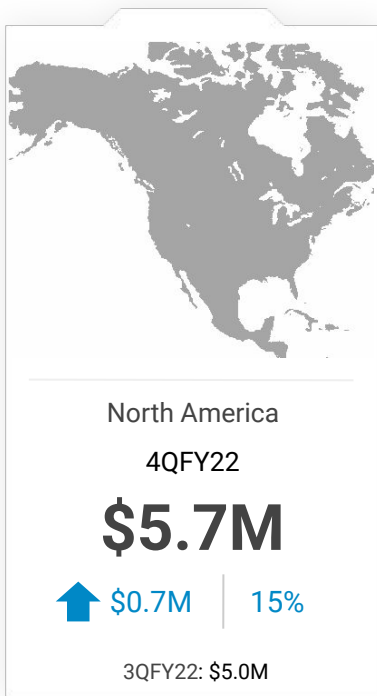 North America
4QFY22
$5.7M
$0.7M 15%
3QFY22: $5.0M